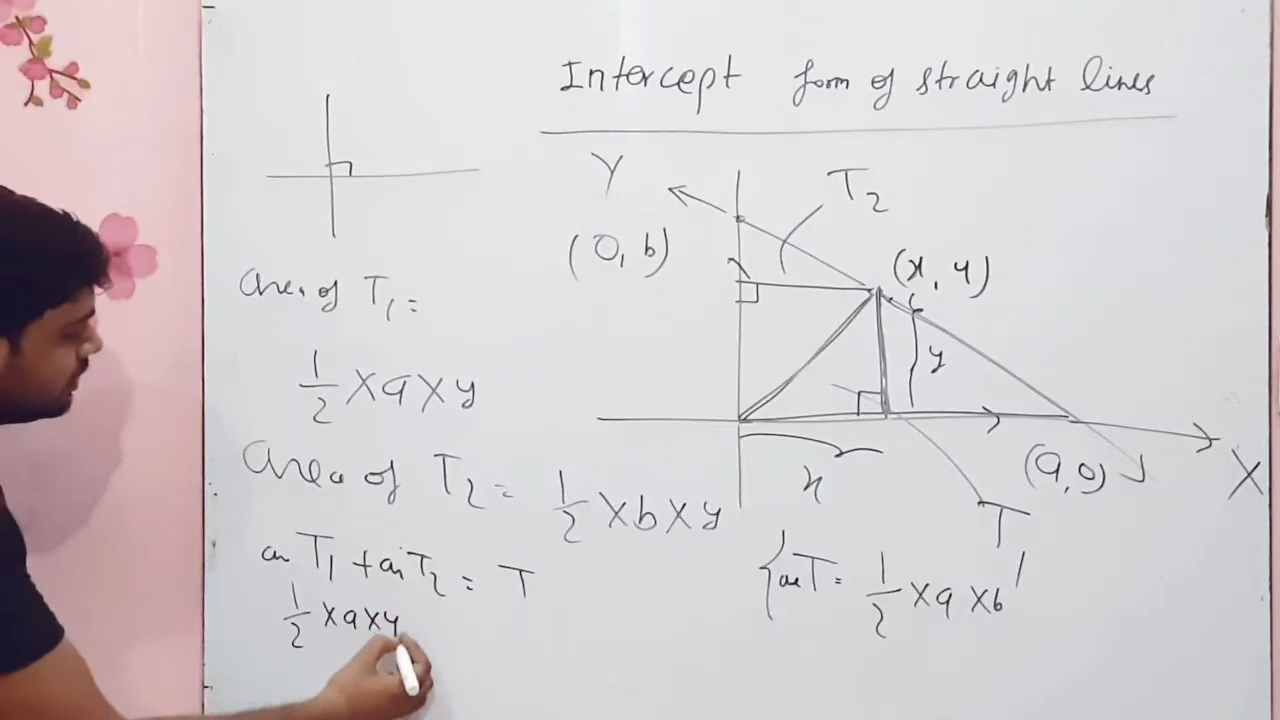 Intercept form of straight lines
Y
T2
(0, b)
(x, y)
Area of T1 =
y
1/2 X a X y
(a, 0)
X
Area of T2 = 1/2 X b X y
x
T
ar T1 + ar T2 = T
ar T = 1/2 X a X b
1/2 X a X y